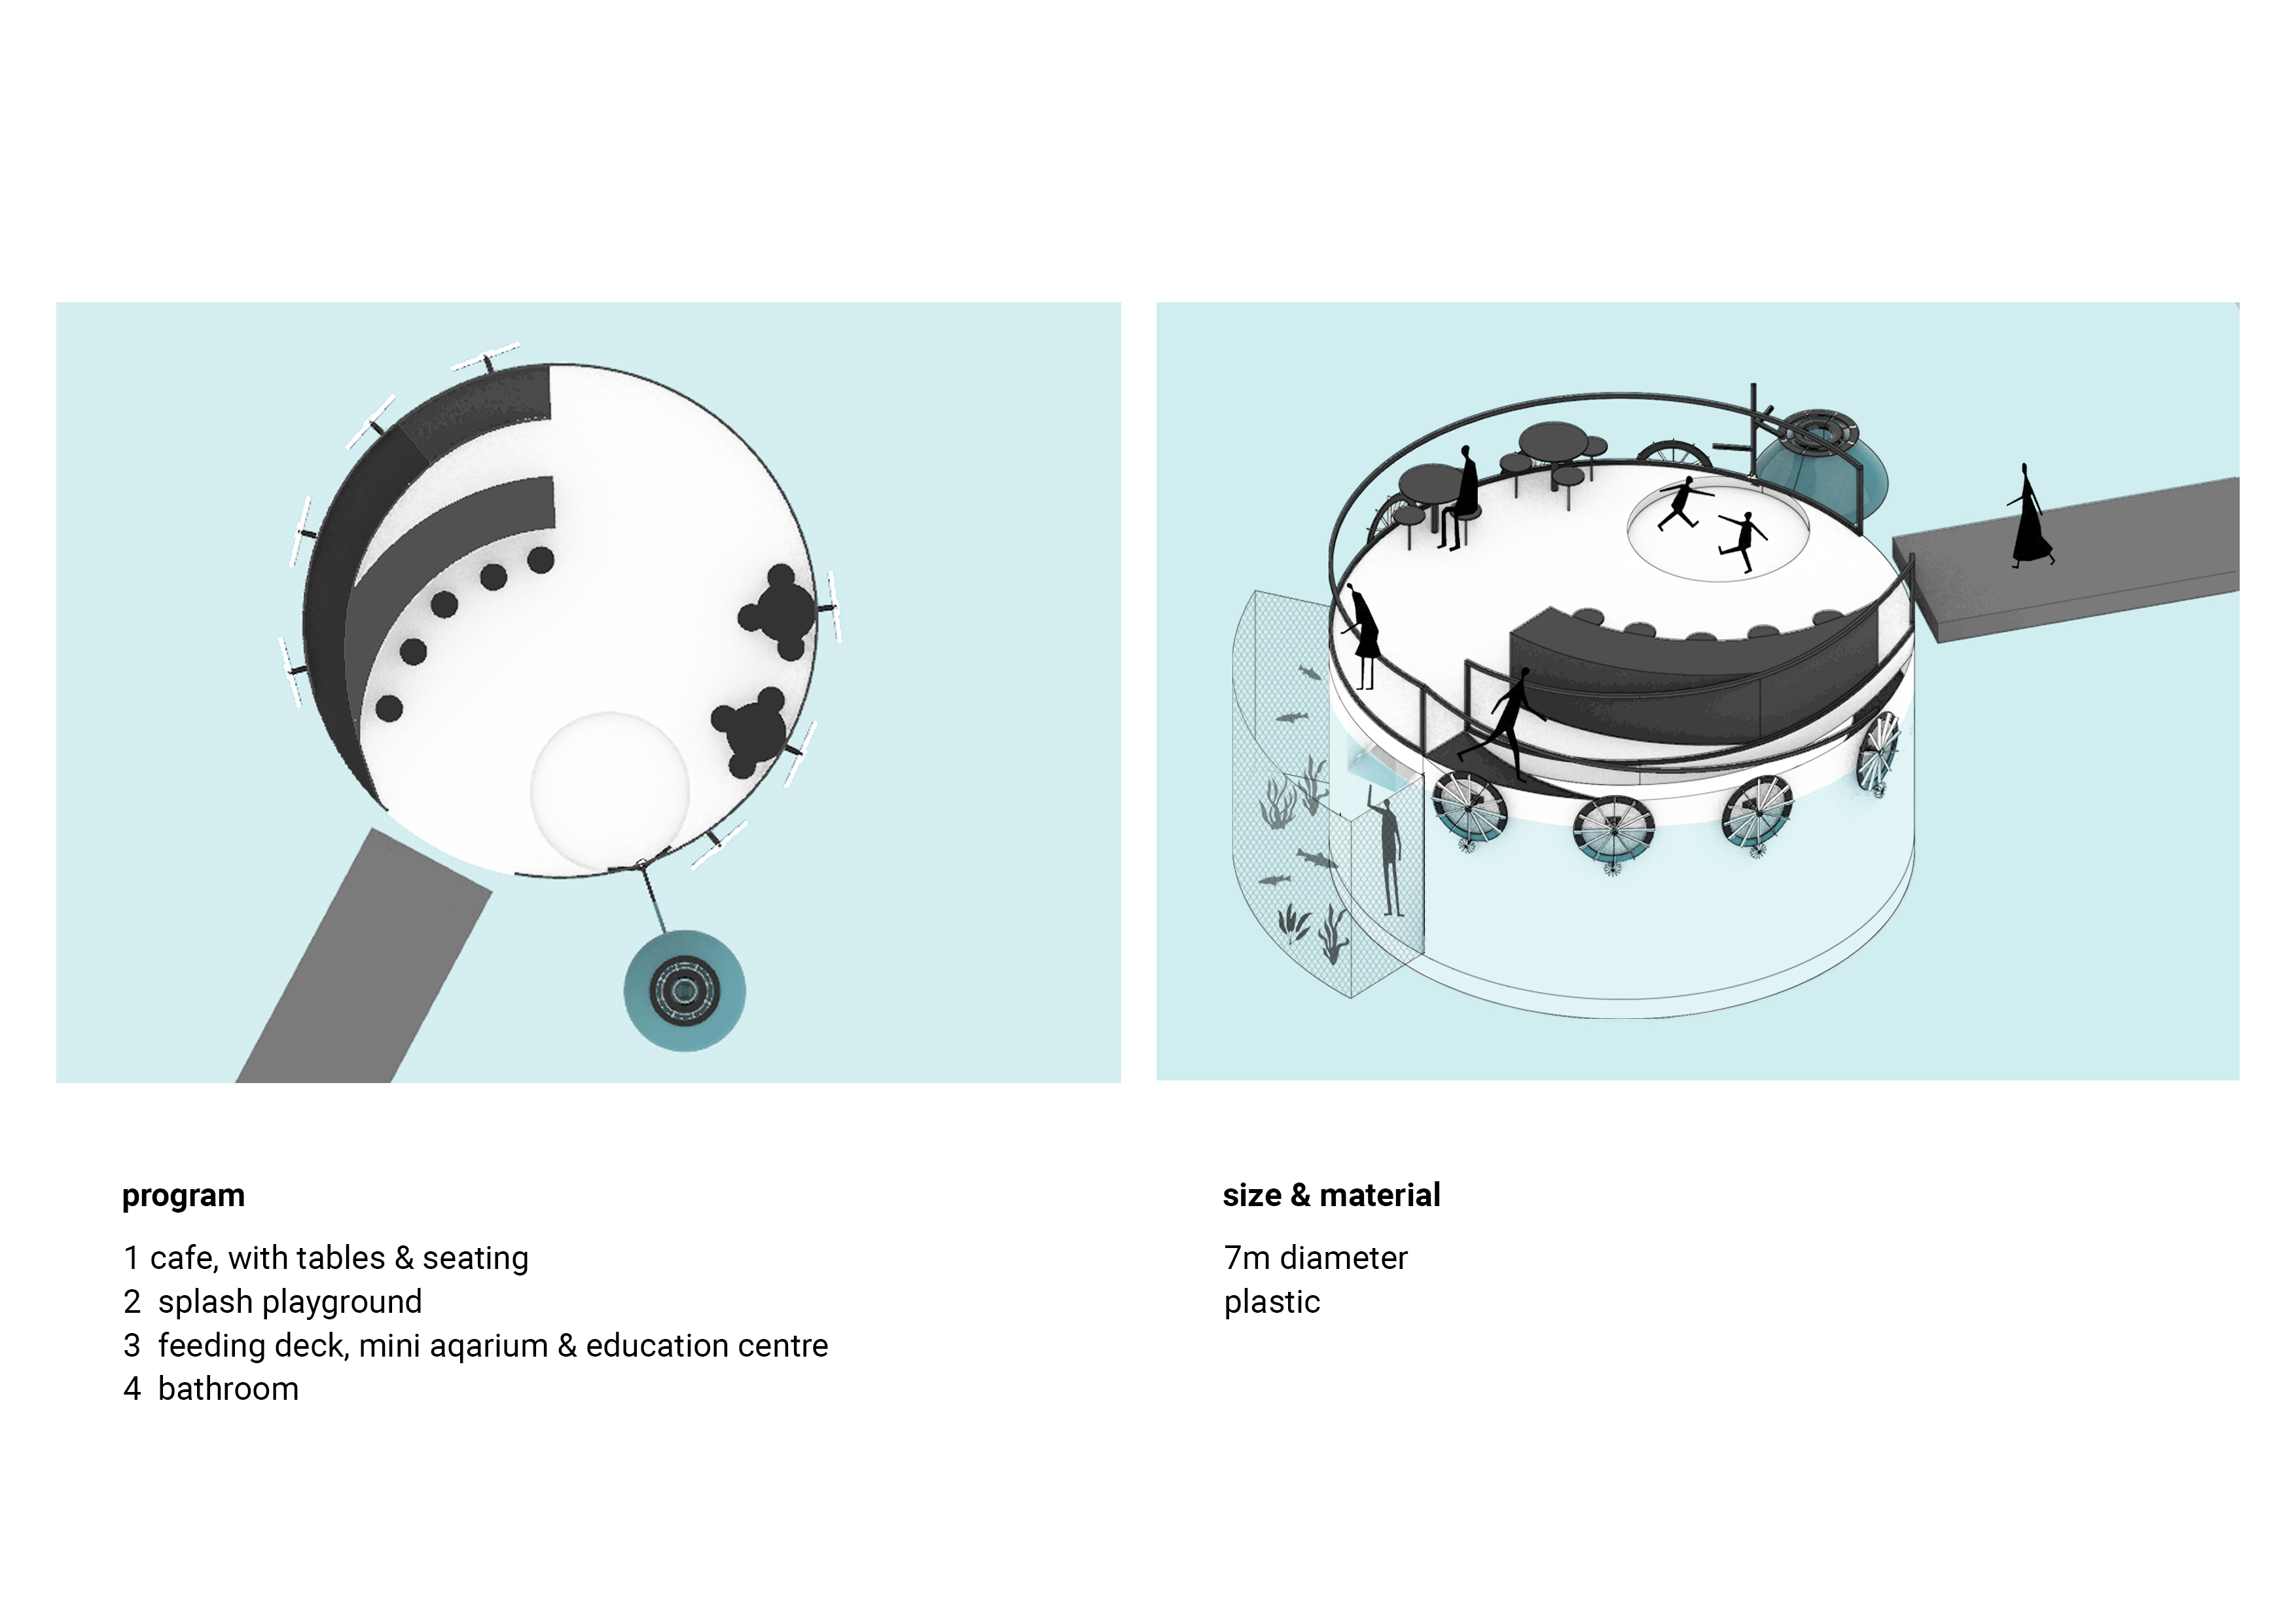 program
1 cafe, with tables & seating
2 splash playground
3 feeding deck, mini aqarium & education centre
4 bathroom
size & material
7m diameter
plastic